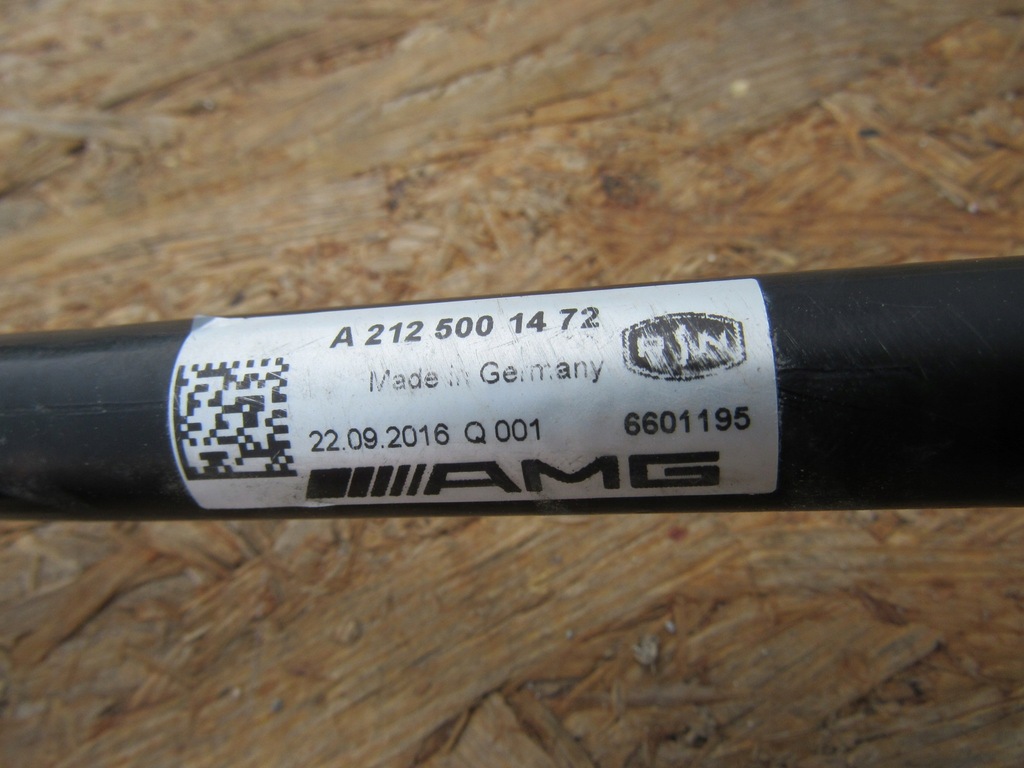 A 212 500 14 72
Made in Germany
22.09.2016 Q 001
6601195
AMG